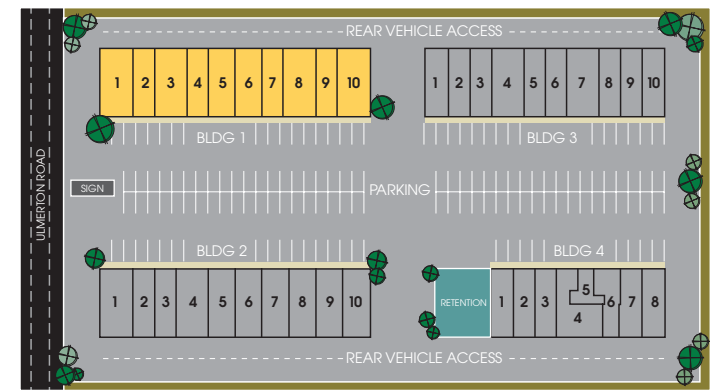 REAR VEHICLE ACCESS
1 2 3 4 5 6 7 8 9 10
1 2 3 4 5 6 7 8 9 10
BLDG 1
BLDG 3
ULMERTON ROAD
SIGN
PARKING
BLDG 2
BLDG 4
1 2 3 4 5 6 7 8 9 10
RETENTION
1 2 3 4 5 6 7 8
REAR VEHICLE ACCESS